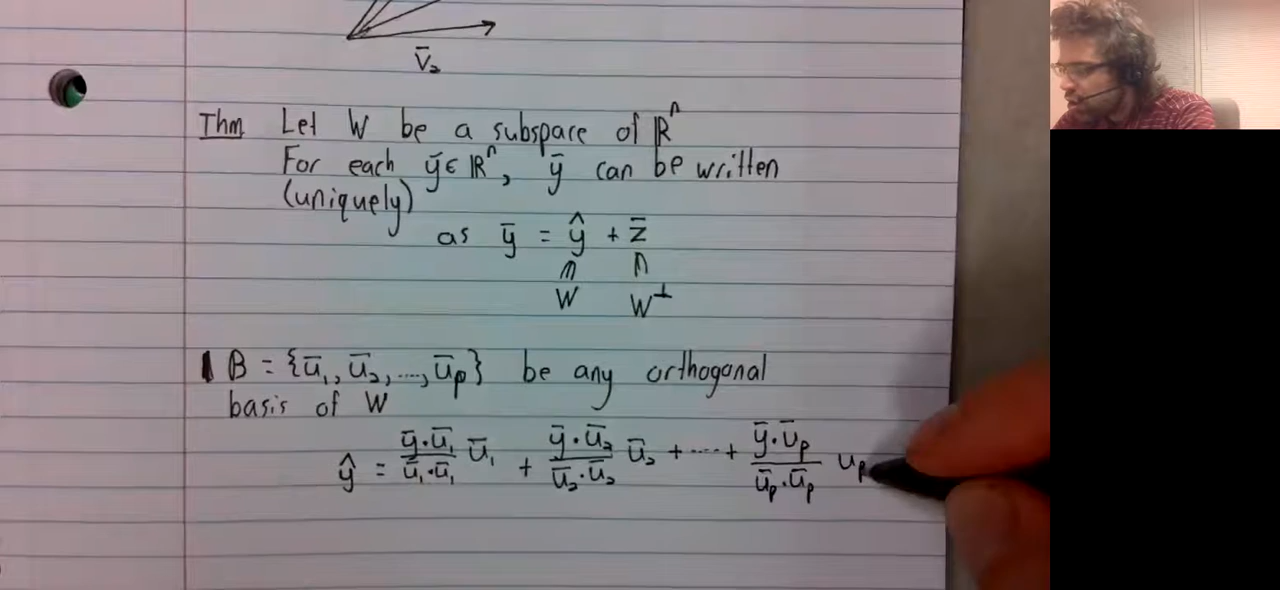 v̄₂
Thm Let W be a subspace of ℝⁿ
For each ȳ ∈ ℝⁿ, ȳ can be written
(uniquely)
as ȳ = ŷ + z̄
⋒ ⋒
W W^⊥
B = {ū₁, ū₂, ..., ūₚ} be any orthogonal
basis of W
ŷ = (ȳ·ū₁)/(ū₁·ū₁) ū₁ + (ȳ·ū₂)/(ū₂·ū₂) ū₂ + ... + (ȳ·ūₚ)/(ūₚ·ūₚ) uₚ